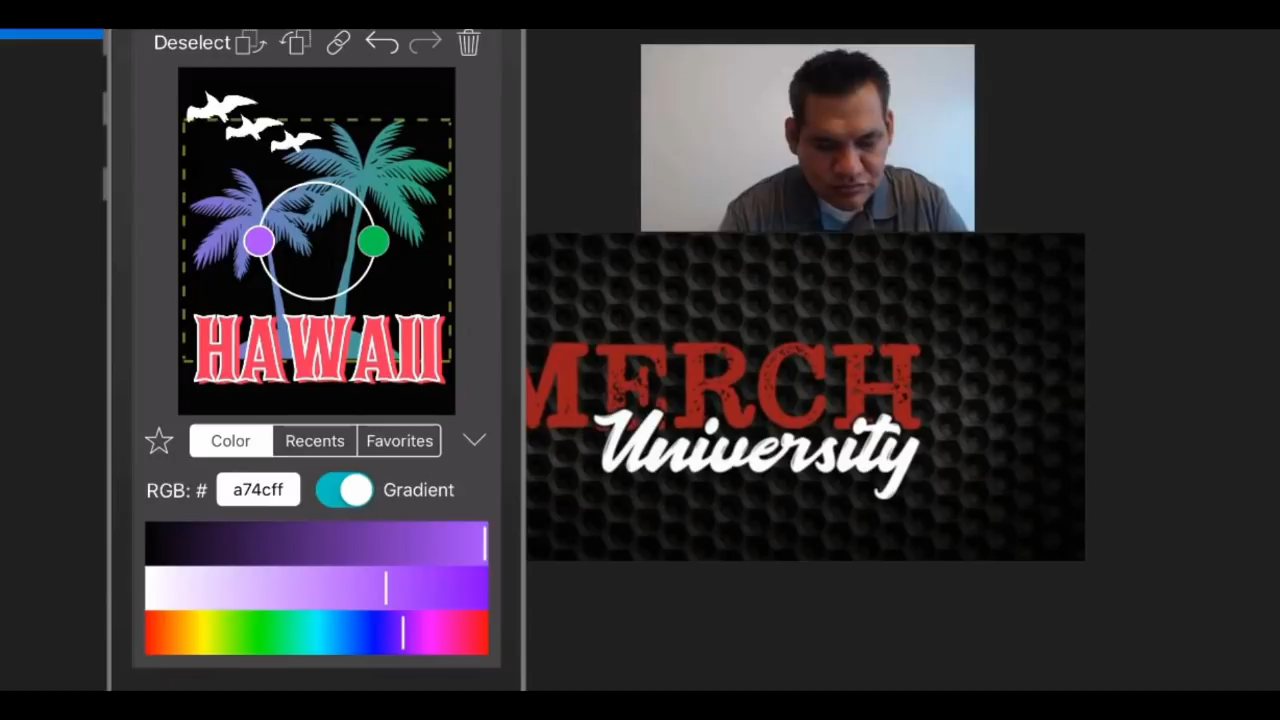 Deselect
HAWAII
Color Recents Favorites
RGB: # a74cff Gradient
MERCH
University